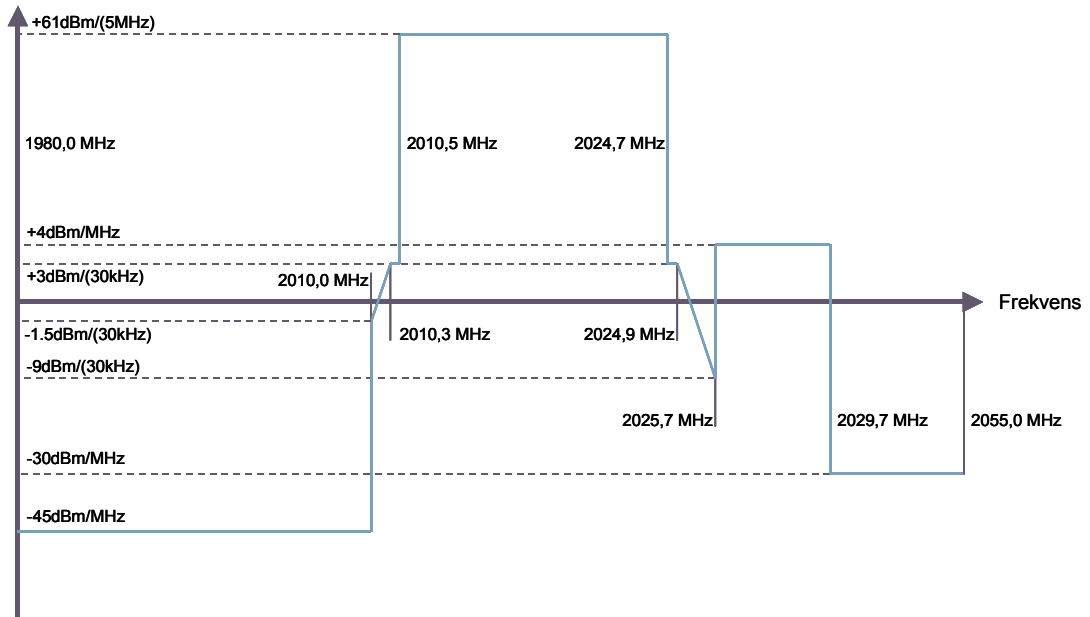 +61dBm/(5MHz)
1980,0 MHz
2010,5 MHz
2024,7 MHz
+4dBm/MHz
+3dBm/(30kHz)
2010,0 MHz
Frekvens
-1.5dBm/(30kHz)
2010,3 MHz
2024,9 MHz
-9dBm/(30kHz)
2025,7 MHz
2029,7 MHz
2055,0 MHz
-30dBm/MHz
-45dBm/MHz